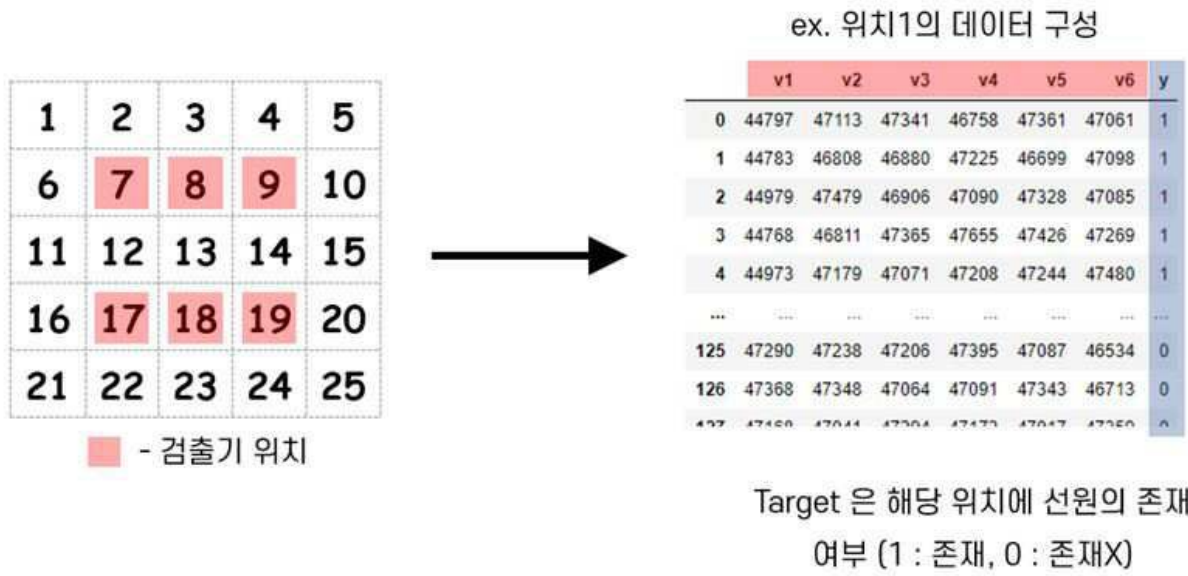 ex. 위치1의 데이터 구성
v1 v2 v3 v4 v5 v6 y
0 44797 47113 47341 46758 47361 47061 1
1 44783 46808 46880 47225 46699 47098 1
2 44979 47479 46906 47090 47328 47085 1
3 44768 46811 47365 47655 47426 47269 1
4 44973 47179 47071 47208 47244 47480 1
... ... ... ... ... ... ... ...
125 47290 47238 47206 47395 47087 46534 0
126 47368 47348 47064 47091 47343 46713 0
1 2 3 4 5
6 7 8 9 10
11 12 13 14 15
16 17 18 19 20
21 22 23 24 25
- 검출기 위치
Target 은 해당 위치에 선원의 존재
여부 (1 : 존재, 0 : 존재X)